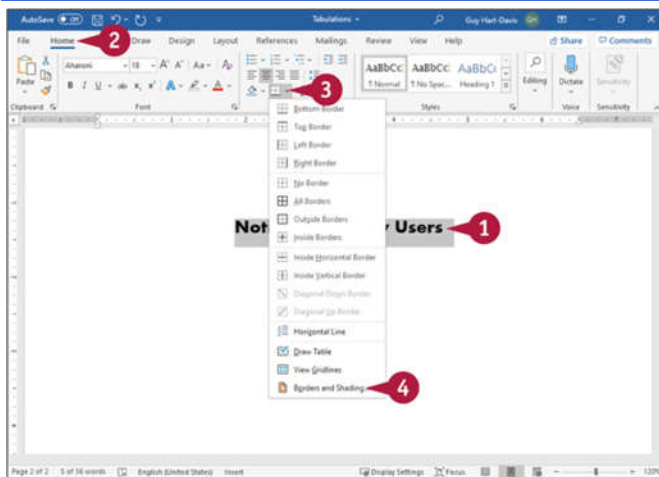 AutoSave Off Tabulations Guy Hart-Davis GH
File Home Draw Design Layout References Mailings Review View Help Share Comments
Paste Aharoni 18 A A Aa A AaBbCc AaBbCc AaBbCc Editing Dictate Sensitivity
B I U ab x x A A ¶ Normal ¶ No Spac... Heading 1
Clipboard Font Styles Voice Sensitivity
2
3
Bottom Border
Top Border
Left Border
Right Border
No Border
All Borders
Outside Borders
Inside Borders
Inside Horizontal Border
Inside Vertical Border
Diagonal Down Border
Diagonal Up Border
Horizontal Line
Draw Table
View Gridlines
Borders and Shading...
4
Not y Users 1
Page 2 of 2 5 of 56 words English (United States) Insert Display Settings Focus 120%